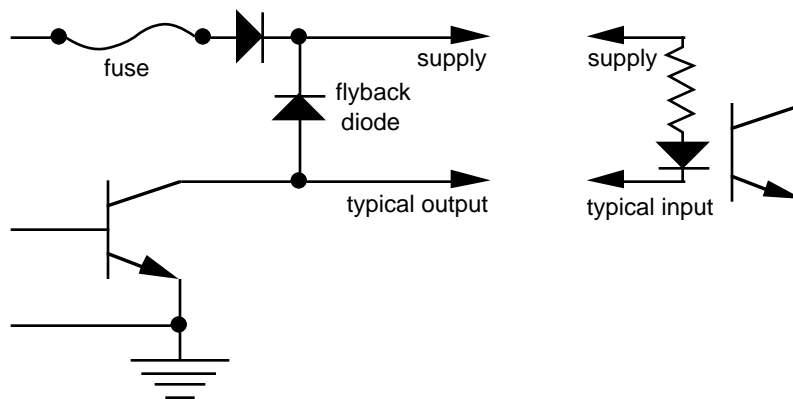 fuse
supply
supply
flyback
diode
typical output
typical input